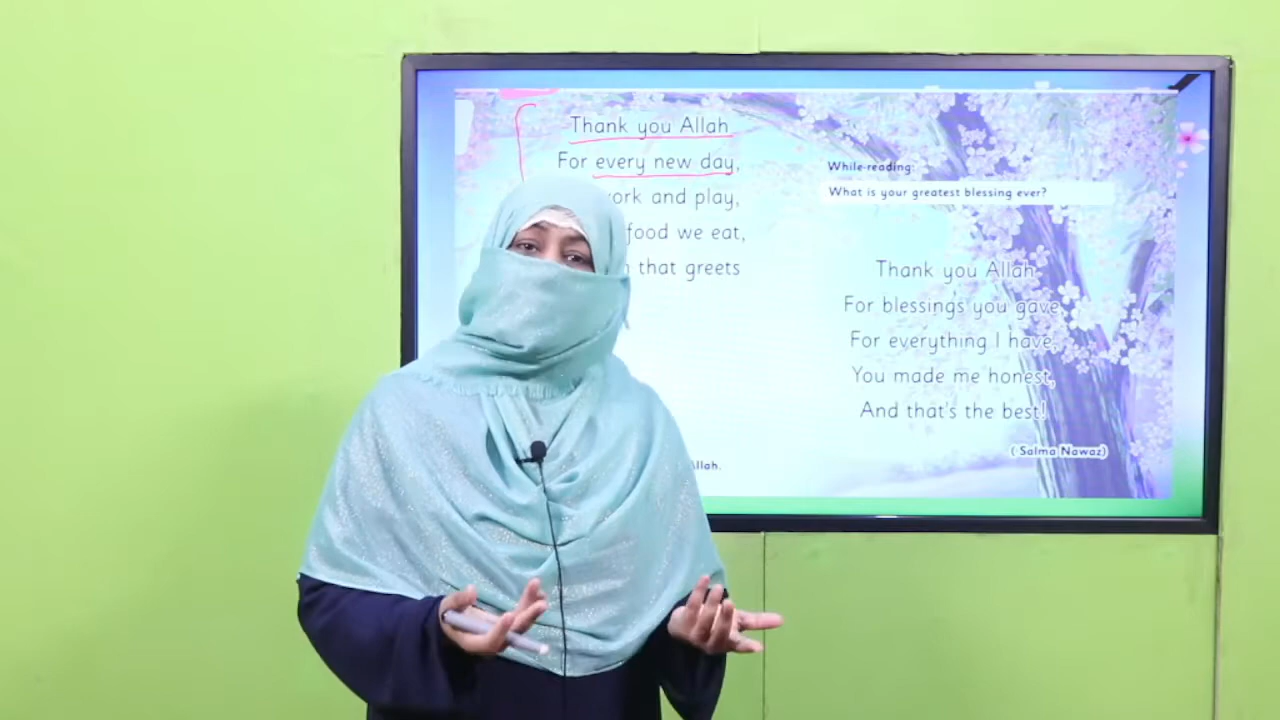 Thank you Allah
For every new day,
work and play,
food we eat,
that greets
Allah.
While-reading:
What is your greatest blessing ever?
Thank you Allah
For blessings you gave,
For everything I have,
You made me honest,
And that's the best!
( Salma Nawaz)